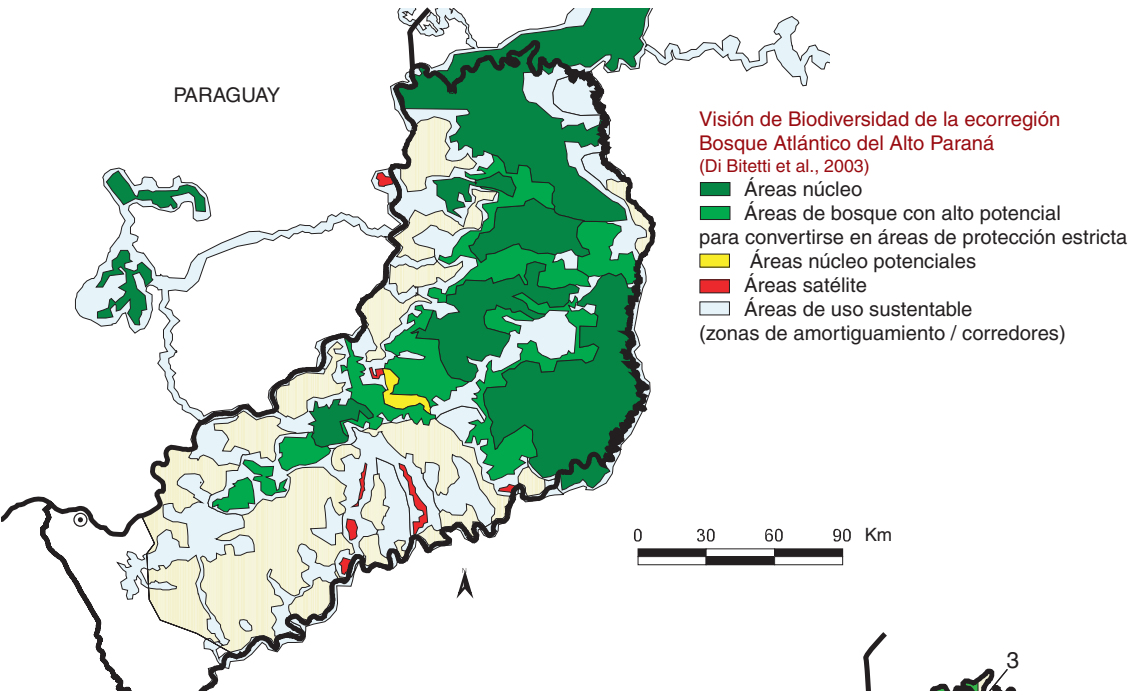 PARAGUAY
Visión de Biodiversidad de la ecorregión
Bosque Atlántico del Alto Paraná
(Di Bitetti et al., 2003)
Áreas núcleo
Áreas de bosque con alto potencial
para convertirse en áreas de protección estricta
Áreas núcleo potenciales
Áreas satélite
Áreas de uso sustentable
(zonas de amortiguamiento / corredores)
0 30 60 90 Km
N
3